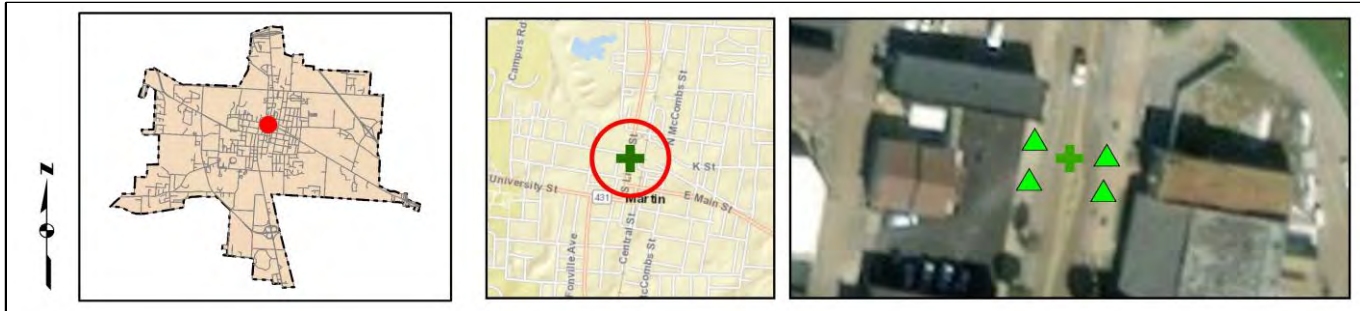 N
Campus Rd
N McCombs St
K St
University St
431
Martin
E Main St
Fonville Ave
Central St
McCombs St